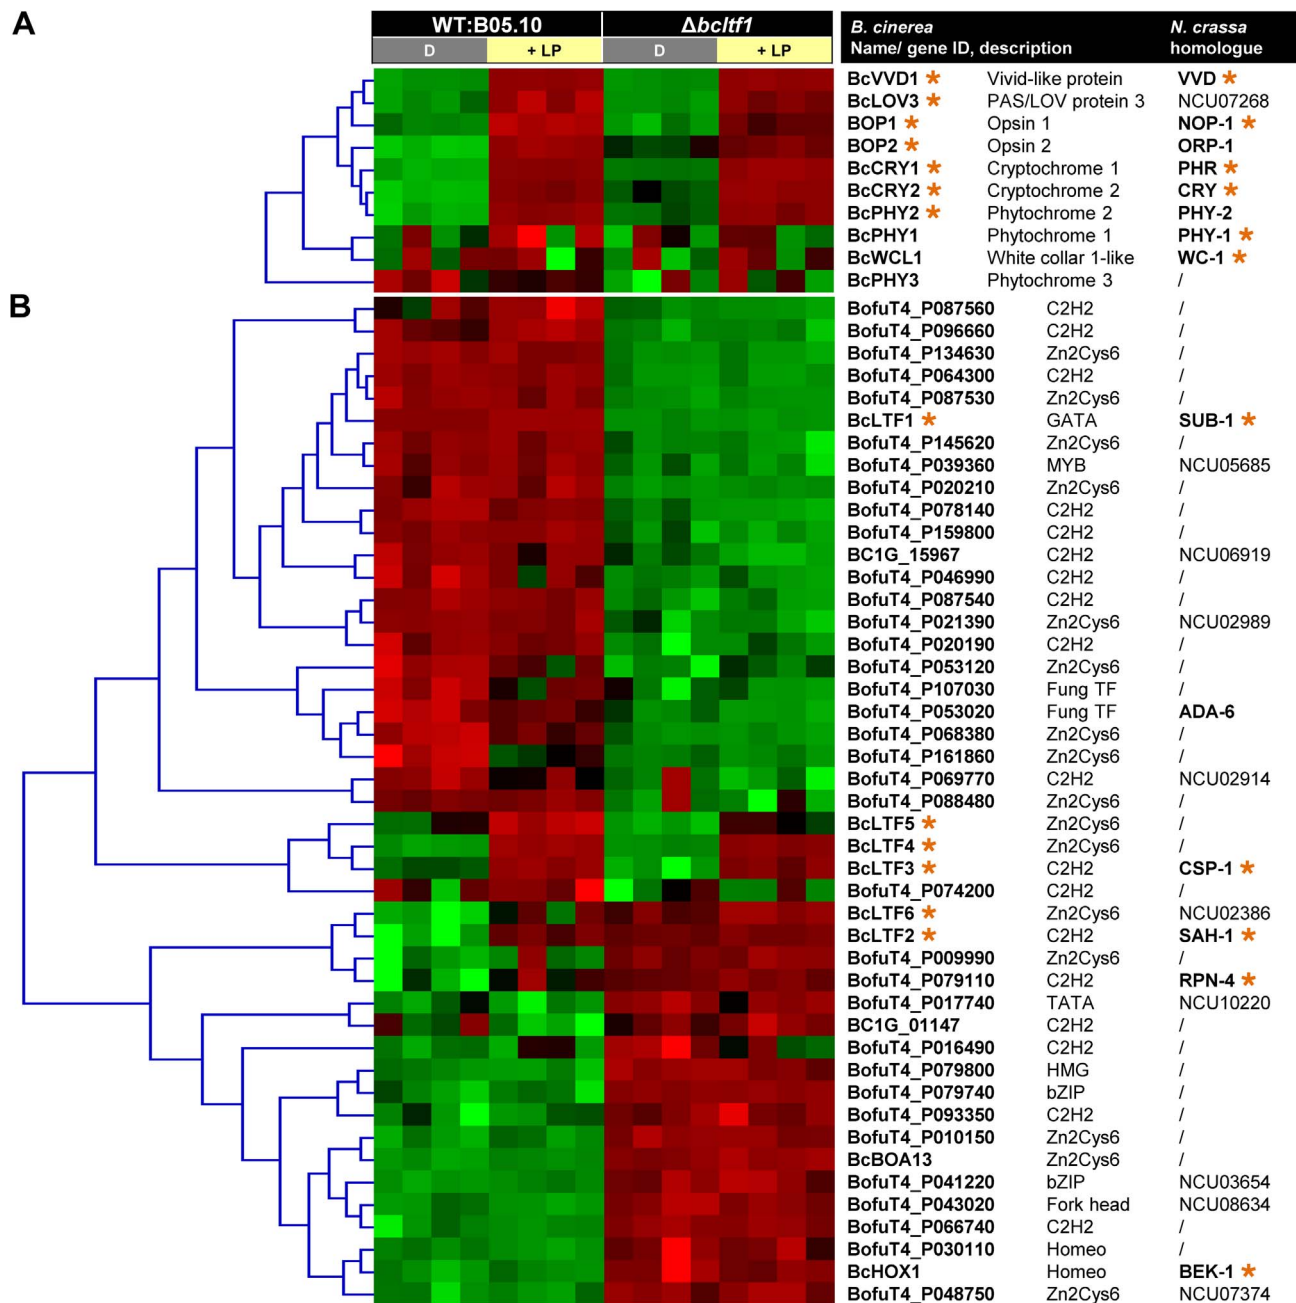 A
WT:B05.10 Δbcltf1
D + LP D + LP
B. cinerea N. crassa
Name/ gene ID, description homologue
BcVVD1 * Vivid-like protein VVD *
BcLOV3 * PAS/LOV protein 3 NCU07268
BOP1 * Opsin 1 NOP-1 *
BOP2 * Opsin 2 ORP-1
BcCRY1 * Cryptochrome 1 PHR *
BcCRY2 * Cryptochrome 2 CRY *
BcPHY2 * Phytochrome 2 PHY-2
BcPHY1 Phytochrome 1 PHY-1 *
BcWCL1 White collar 1-like WC-1 *
BcPHY3 Phytochrome 3 /
B
BofuT4_P087560 C2H2 /
BofuT4_P096660 C2H2 /
BofuT4_P134630 Zn2Cys6 /
BofuT4_P064300 C2H2 /
BofuT4_P087530 Zn2Cys6 /
BcLTF1 * GATA SUB-1 *
BofuT4_P145620 Zn2Cys6 /
BofuT4_P039360 MYB NCU05685
BofuT4_P020210 Zn2Cys6 /
BofuT4_P078140 C2H2 /
BofuT4_P159800 C2H2 /
BC1G_15967 C2H2 NCU06919
BofuT4_P046990 C2H2 /
BofuT4_P087540 C2H2 /
BofuT4_P021390 Zn2Cys6 NCU02989
BofuT4_P020190 C2H2 /
BofuT4_P053120 Zn2Cys6 /
BofuT4_P107030 Fung TF /
BofuT4_P053020 Fung TF ADA-6
BofuT4_P068380 Zn2Cys6 /
BofuT4_P161860 Zn2Cys6 /
BofuT4_P069770 C2H2 NCU02914
BofuT4_P088480 Zn2Cys6 /
BcLTF5 * Zn2Cys6 /
BcLTF4 * Zn2Cys6 /
BcLTF3 * C2H2 CSP-1 *
BofuT4_P074200 C2H2 /
BcLTF6 * Zn2Cys6 NCU02386
BcLTF2 * C2H2 SAH-1 *
BofuT4_P009990 Zn2Cys6 /
BofuT4_P079110 C2H2 RPN-4 *
BofuT4_P017740 TATA NCU10220
BC1G_01147 C2H2 /
BofuT4_P016490 C2H2 /
BofuT4_P079800 HMG /
BofuT4_P079740 bZIP /
BofuT4_P093350 C2H2 /
BofuT4_P010150 Zn2Cys6 /
BcBOA13 Zn2Cys6 /
BofuT4_P041220 bZIP NCU03654
BofuT4_P043020 Fork head NCU08634
BofuT4_P066740 C2H2 /
BofuT4_P030110 Homeo /
BcHOX1 Homeo BEK-1 *
BofuT4_P048750 Zn2Cys6 NCU07374